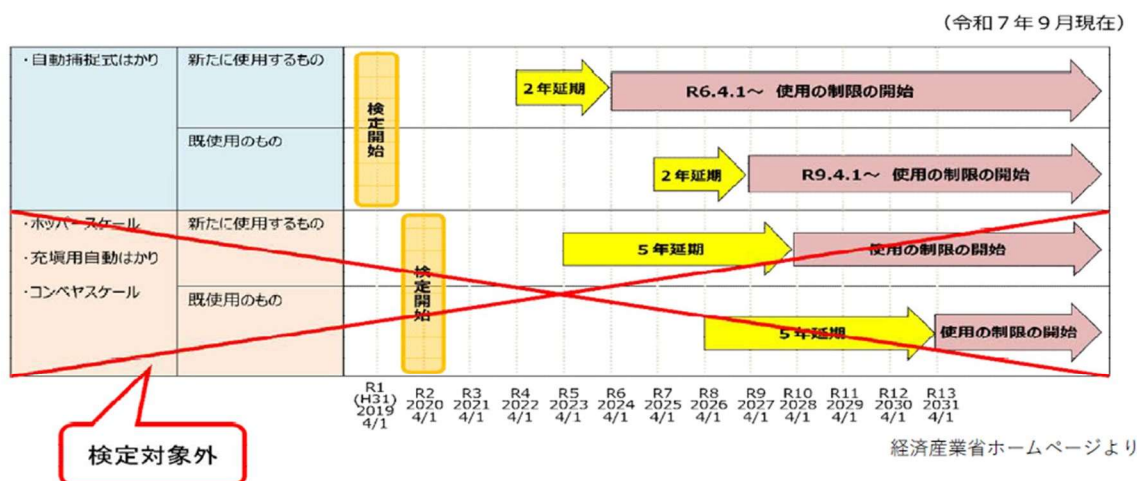 （令和７年９月現在）
・自動捕捉式はかり
新たに使用するもの
検定開始
２年延期
R6.4.1～ 使用の制限の開始
既使用のもの
２年延期
R9.4.1～ 使用の制限の開始
・ホッパースケール
・充塡用自動はかり
・コンベヤスケール
新たに使用するもの
検定開始
５年延期
使用の制限の開始
既使用のもの
５年延期
使用の制限の開始
R1 (H31) 2019 4/1
R2 2020 4/1
R3 2021 4/1
R4 2022 4/1
R5 2023 4/1
R6 2024 4/1
R7 2025 4/1
R8 2026 4/1
R9 2027 4/1
R10 2028 4/1
R11 2029 4/1
R12 2030 4/1
R13 2031 4/1
検定対象外
経済産業省ホームページより